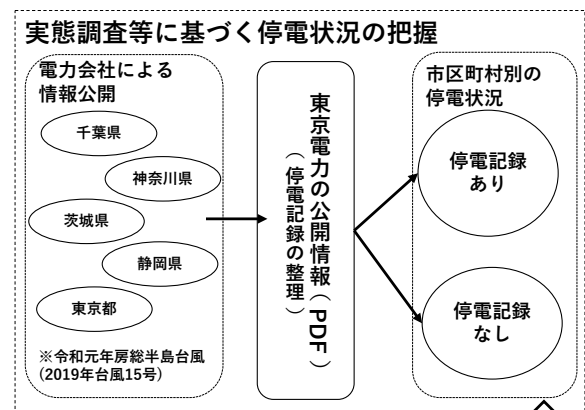 実態調査等に基づく停電状況の把握
電力会社による
情報公開
千葉県
神奈川県
茨城県
静岡県
東京都
※令和元年房総半島台風
(2019年台風15号)
東京電力の公開情報（PDF）
（停電記録の整理）
市区町村別の
停電状況
停電記録
あり
停電記録
なし